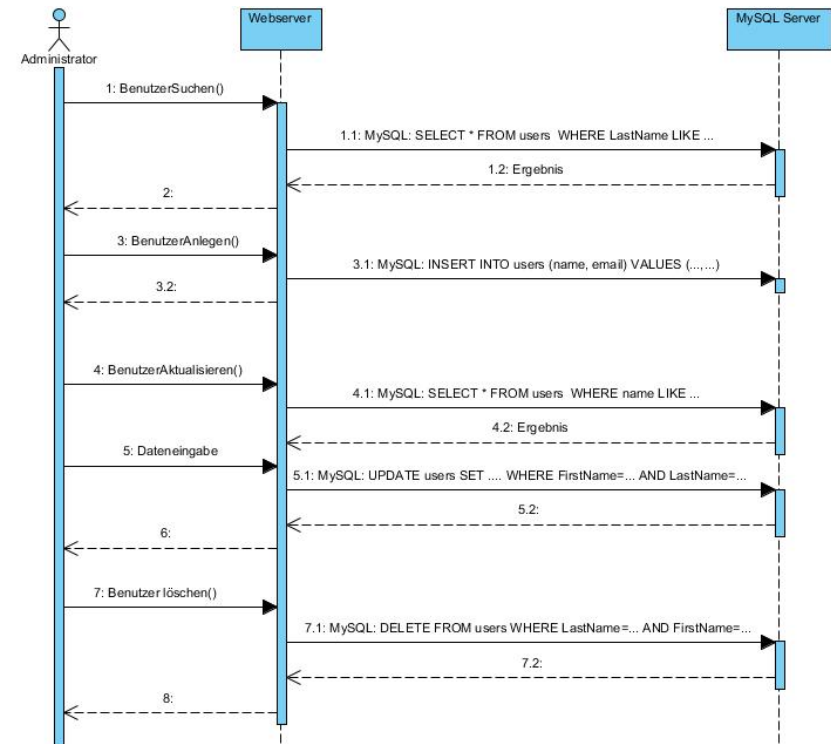 Webserver
MySQL Server
Administrator
1: BenutzerSuchen()
1.1: MySQL: SELECT * FROM users  WHERE LastName LIKE ...
1.2: Ergebnis
2:
3: BenutzerAnlegen()
3.1: MySQL: INSERT INTO users (name, email) VALUES (...,...)
3.2:
4: BenutzerAktualisieren()
4.1: MySQL: SELECT * FROM users  WHERE name LIKE ...
4.2: Ergebnis
5: Dateneingabe
5.1: MySQL: UPDATE users SET .... WHERE FirstName=... AND LastName=...
5.2:
6:
7: Benutzer löschen()
7.1: MySQL: DELETE FROM users WHERE LastName=... AND FirstName=...
7.2:
8: